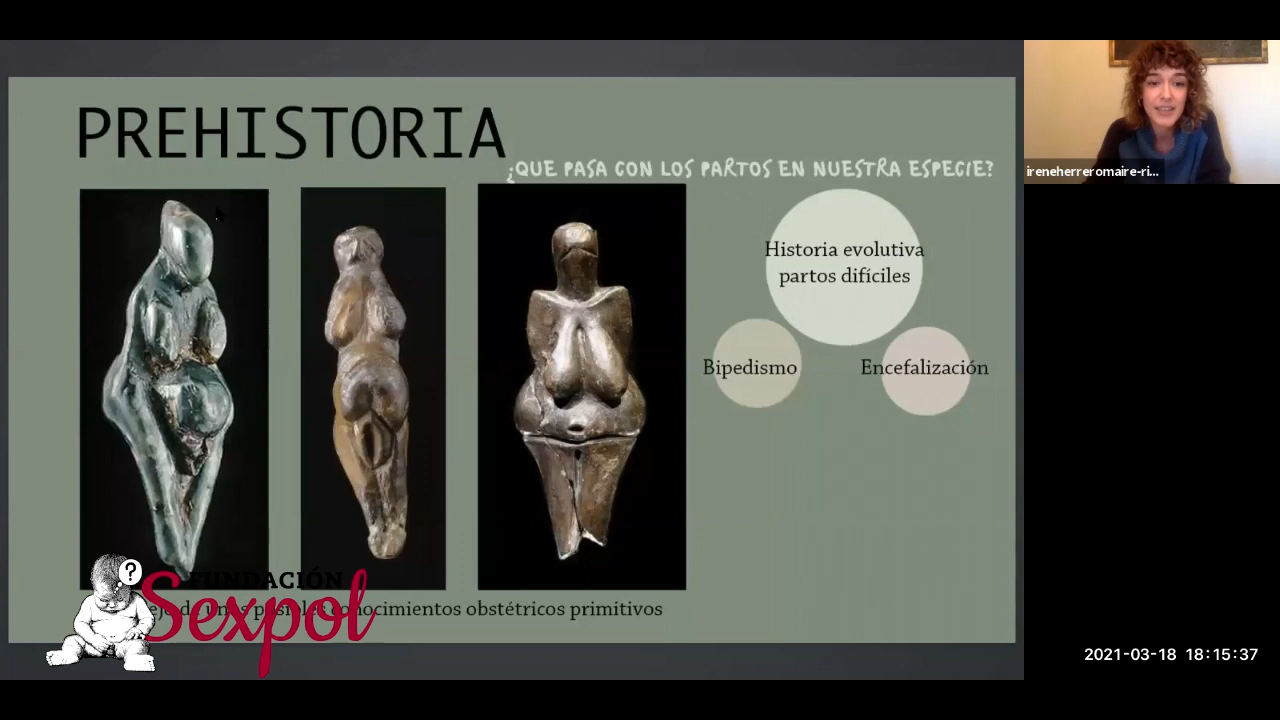 PREHISTORIA
¿QUE PASA CON LOS PARTOS EN NUESTRA ESPECIE?
Historia evolutiva
partos difíciles
Bipedismo
Encefalización
conocimientos obstétricos primitivos
?
FUNDACIÓN
Sexpol
ireneherreromaire-ri...
2021-03-18 18:15:37